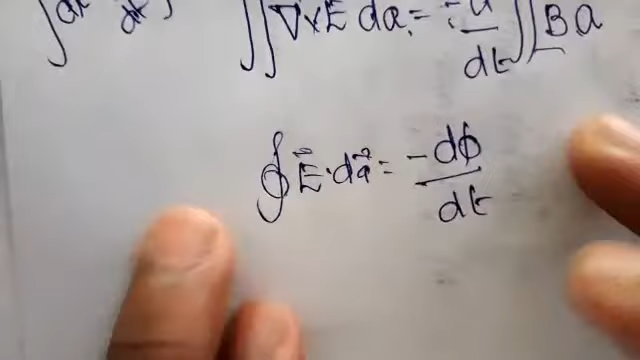 ∬∇×E da = -d/dt ∬B a
∮E⃗·da⃗ = -dϕ/dt